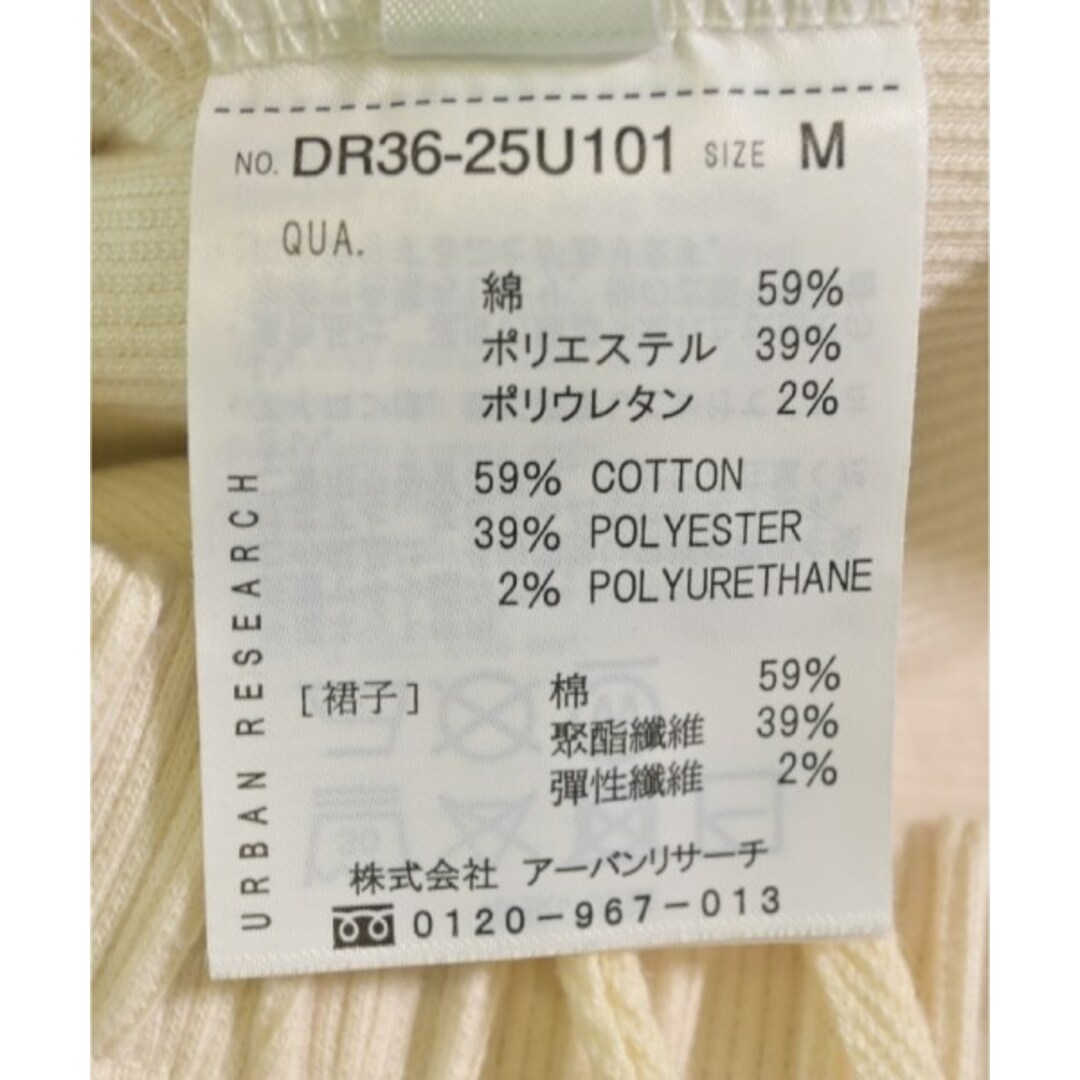 NO. DR36-25U101 SIZE M
QUA.
綿 59%
ポリエステル 39%
ポリウレタン 2%
59% COTTON
39% POLYESTER
2% POLYURETHANE
[裙子] 棉 59%
聚酯纖維 39%
彈性纖維 2%
URBAN RESEARCH
株式会社 アーバンリサーチ
0120-967-013